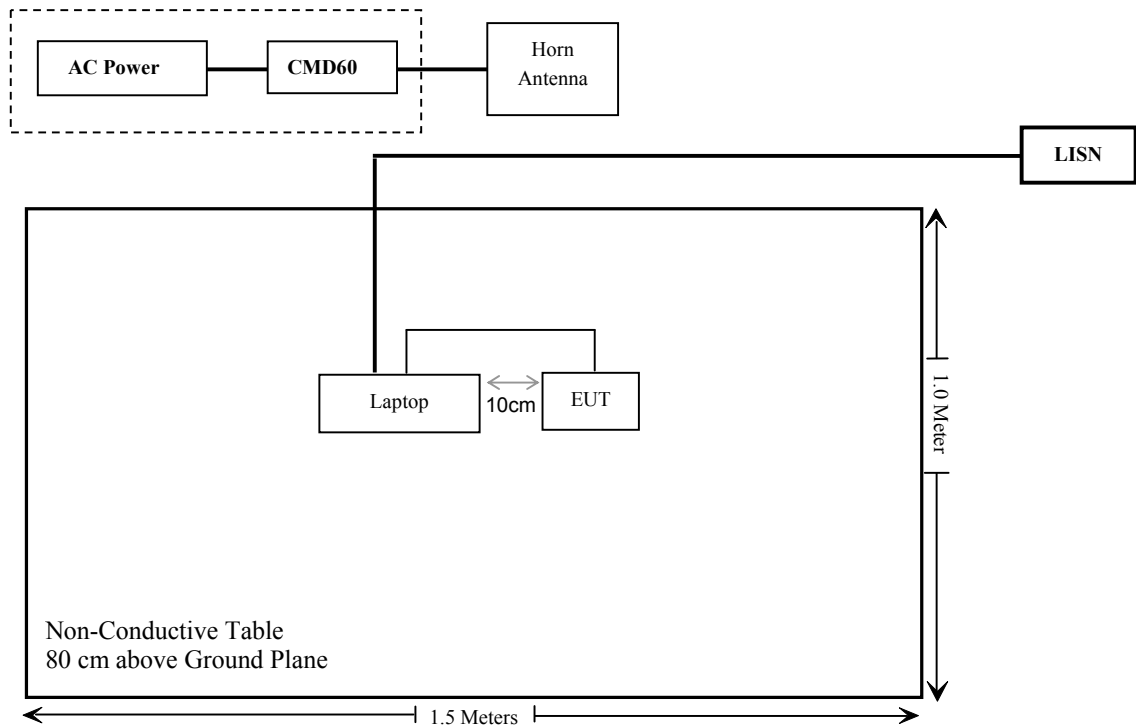 AC Power
CMD60
Horn
Antenna
LISN
Laptop
10cm
EUT
1.0 Meter
Non-Conductive Table
80 cm above Ground Plane
1.5 Meters